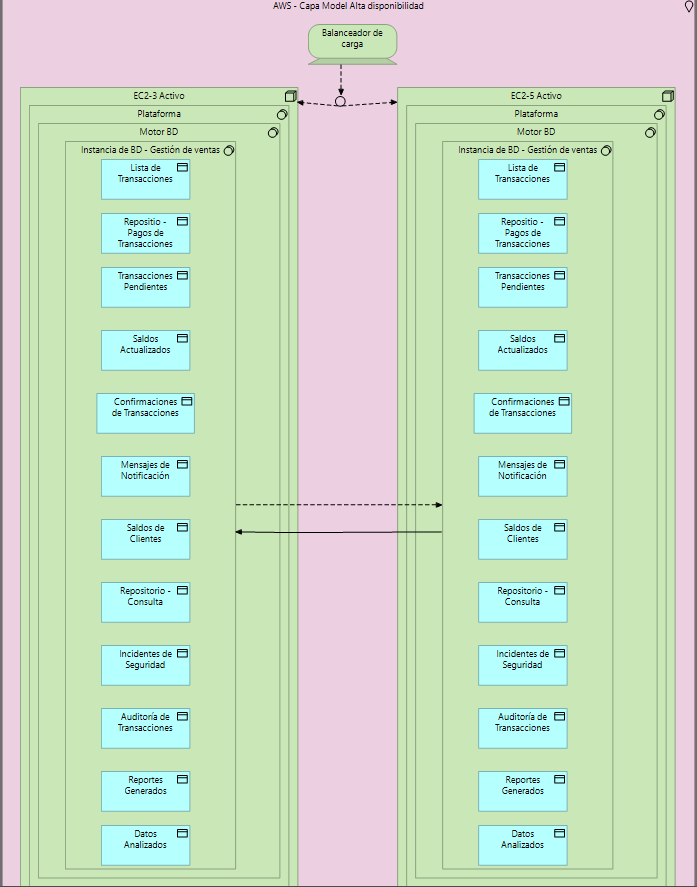 AWS - Capa Model Alta disponibilidad
Balanceador de
carga
EC2-3 Activo
Plataforma
Motor BD
Instancia de BD - Gestión de ventas
Lista de
Transacciones
Repositio -
Pagos de
Transacciones
Transacciones
Pendientes
Saldos
Actualizados
Confirmaciones
de Transacciones
Mensajes de
Notificación
Saldos de
Clientes
Repositorio -
Consulta
Incidentes de
Seguridad
Auditoría de
Transacciones
Reportes
Generados
Datos
Analizados
EC2-5 Activo
Plataforma
Motor BD
Instancia de BD - Gestión de ventas
Lista de
Transacciones
Repositio -
Pagos de
Transacciones
Transacciones
Pendientes
Saldos
Actualizados
Confirmaciones
de Transacciones
Mensajes de
Notificación
Saldos de
Clientes
Repositorio -
Consulta
Incidentes de
Seguridad
Auditoría de
Transacciones
Reportes
Generados
Datos
Analizados